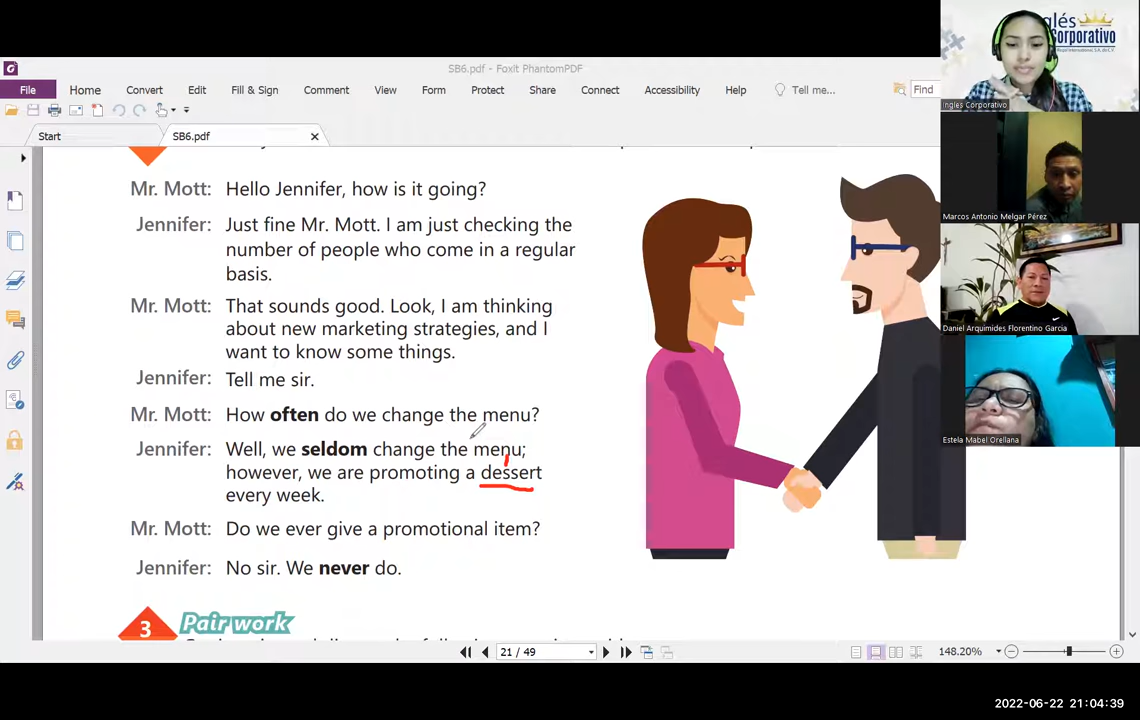 SB6.pdf - Foxit PhantomPDF
File Home Convert Edit Fill & Sign Comment View Form Protect Share Connect Accessibility Help Tell me... Find
Start SB6.pdf
Mr. Mott: Hello Jennifer, how is it going?
Jennifer: Just fine Mr. Mott. I am just checking the
number of people who come in a regular
basis.
Mr. Mott: That sounds good. Look, I am thinking
about new marketing strategies, and I
want to know some things.
Jennifer: Tell me sir.
Mr. Mott: How often do we change the menu?
Jennifer: Well, we seldom change the menu;
however, we are promoting a dessert
every week.
Mr. Mott: Do we ever give a promotional item?
Jennifer: No sir. We never do.
3 Pair work
21 / 49
148.20%
glés
Corporativo
Inglés Corporativo
Marcos Antonio Melgar Pérez
Daniel Arquimides Florentino Garcia
Estela Mabel Orellana
2022-06-22 21:04:39